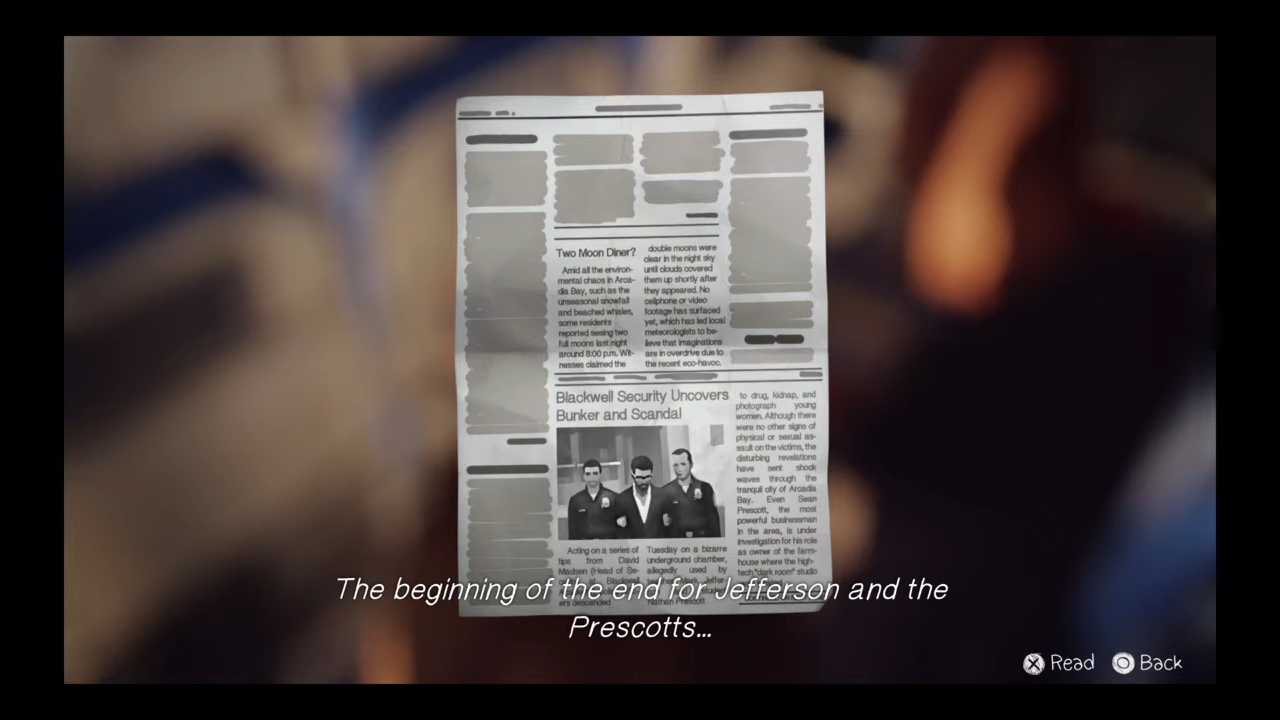 Two Moon Diner?
Amid all the environ-
mental chaos in Arca-
dia Bay, such as the
unseasonal snowfall
and beached whales,
some residents
reported seeing two
full moons last night
around 8:00 p.m. Wit-
nesses claimed the
double moons were
clear in the night sky
until clouds covered
them up shortly after
they appeared. No
cellphone or video
footage has surfaced
yet, which has led local
meteorologists to be-
lieve that imaginations
are in overdrive due to
the recent eco-havoc.
Blackwell Security Uncovers
Bunker and Scandal
Acting on a series of
tips from David
Madsen (Head of Se-
ers descended
Tuesday on a bizarre
underground chamber,
allegedly used by
Nathan Prescott
to drug, kidnap, and
photograph young
women. Although there
were no other signs of
physical or sexual as-
sault on the victims, the
disturbing revelations
have sent shock
waves through the
tranquil city of Arcadia
Bay. Even Sean
Prescott, the most
powerful businessman
in the area, is under
investigation for his role
as owner of the farm-
house where the high-
tech "dark room" studio
The beginning of the end for Jefferson and the
Prescotts...
Read Back